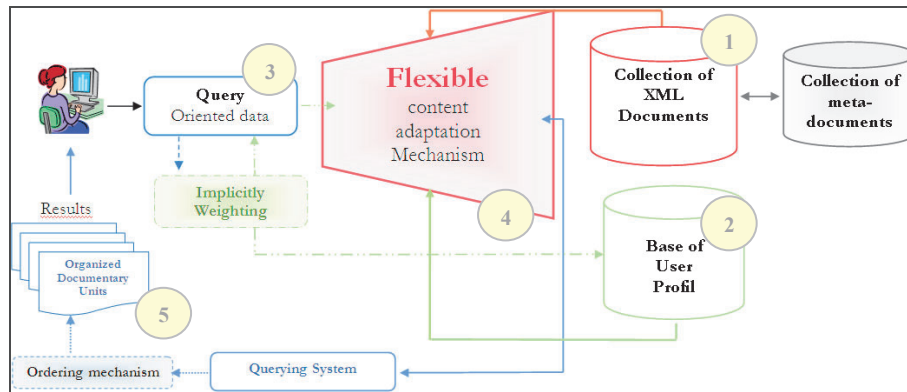 1
Collection of
XML
Documents
Collection of
meta-
documents
3
Query
Oriented data
Flexible
content
adaptation
Mechanism
4
Implicitly
Weighting
2
Base of
User
Profil
Results
Organized
Documentary
Units
5
Ordering mechanism
Querying System